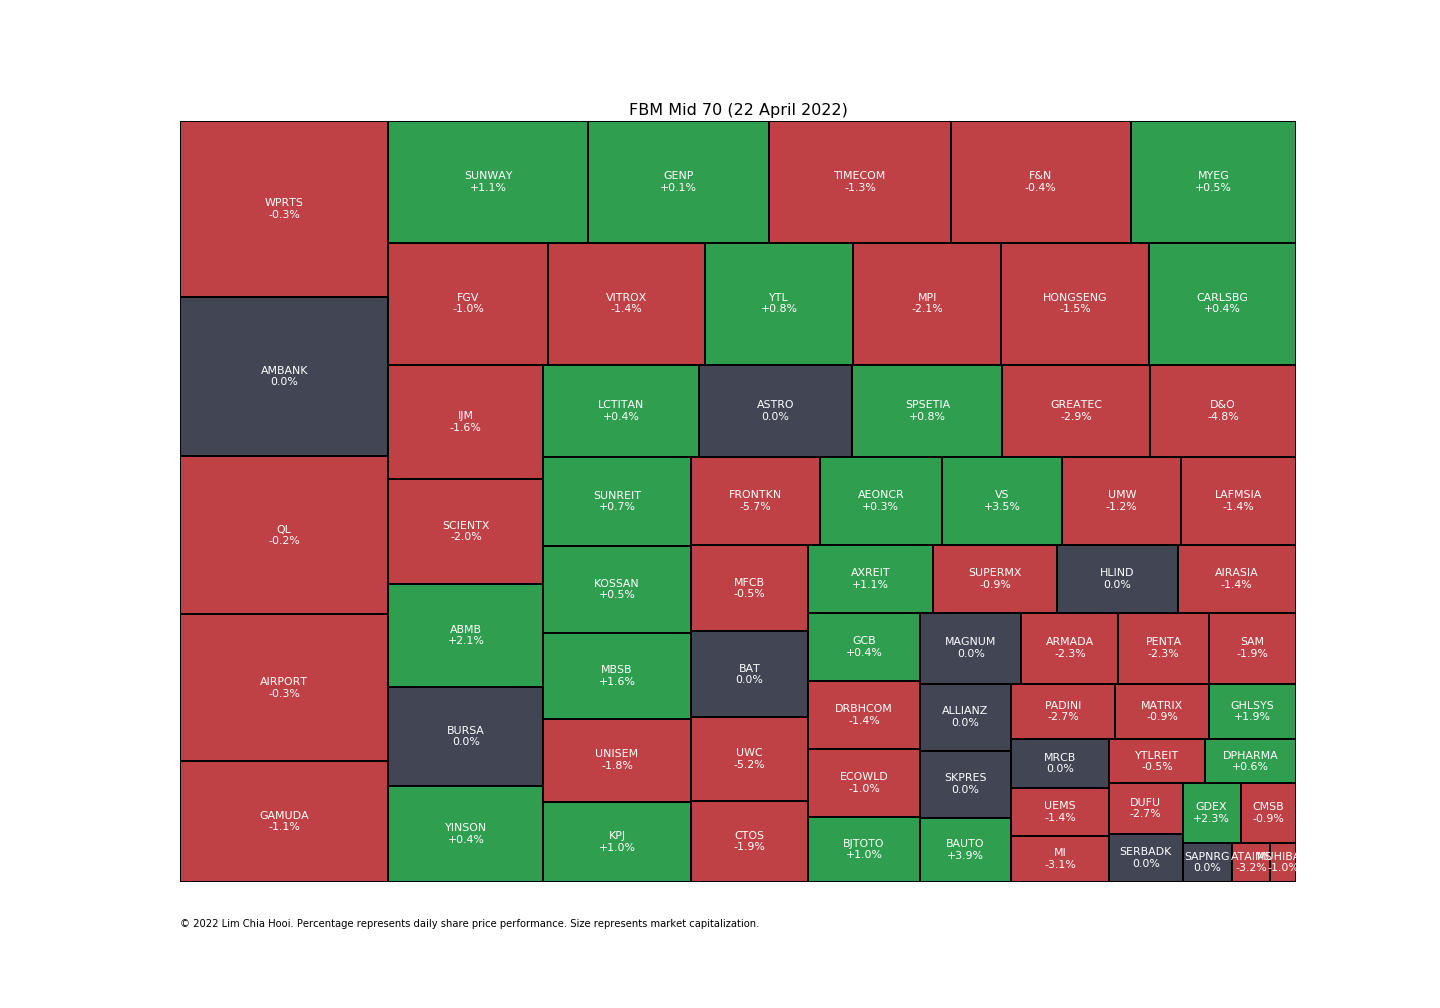 FBM Mid 70 (22 April 2022)
WPRTS
-0.3%
AMBANK
0.0%
QL
-0.2%
AIRPORT
-0.3%
GAMUDA
-1.1%
SUNWAY
+1.1%
GENP
+0.1%
TIMECOM
-1.3%
F&N
-0.4%
MYEG
+0.5%
FGV
-1.0%
VITROX
-1.4%
YTL
+0.8%
MPI
-2.1%
HONGSENG
-1.5%
CARLSBG
+0.4%
IJM
-1.6%
SCIENTX
-2.0%
ABMB
+2.1%
BURSA
0.0%
YINSON
+0.4%
LCTITAN
+0.4%
ASTRO
0.0%
SPSETIA
+0.8%
GREATEC
-2.9%
D&O
-4.8%
SUNREIT
+0.7%
KOSSAN
+0.5%
MBSB
+1.6%
UNISEM
-1.8%
KPJ
+1.0%
FRONTKN
-5.7%
AEONCR
+0.3%
VS
+3.5%
UMW
-1.2%
LAFMSIA
-1.4%
MFCB
-0.5%
BAT
0.0%
UWC
-5.2%
CTOS
-1.9%
AXREIT
+1.1%
SUPERMX
-0.9%
HLIND
0.0%
AIRASIA
-1.4%
GCB
+0.4%
DRBHCOM
-1.4%
ECOWLD
-1.0%
BJTOTO
+1.0%
MAGNUM
0.0%
ARMADA
-2.3%
PENTA
-2.3%
SAM
-1.9%
ALLIANZ
0.0%
SKPRES
0.0%
BAUTO
+3.9%
PADINI
-2.7%
MATRIX
-0.9%
GHLSYS
+1.9%
MRCB
0.0%
UEMS
-1.4%
MI
-3.1%
YTLREIT
-0.5%
DPHARMA
+0.6%
DUFU
-2.7%
SERBADK
0.0%
GDEX
+2.3%
CMSB
-0.9%
SAPNRG
0.0%
-3.2%
-1.0%
© 2022 Lim Chia Hooi. Percentage represents daily share price performance. Size represents market capitalization.